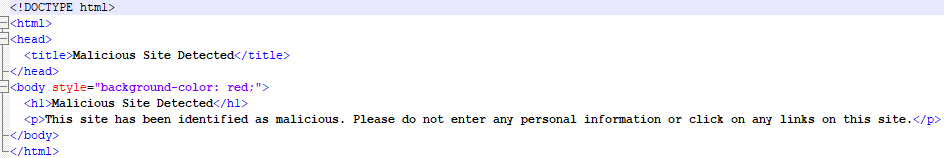 <!DOCTYPE html>
<html>
<head>
<title>Malicious Site Detected</title>
</head>
<body style="background-color: red;">
<h1>Malicious Site Detected</h1>
<p>This site has been identified as malicious. Please do not enter any personal information or click on any links on this site.</p>
</body>
</html>